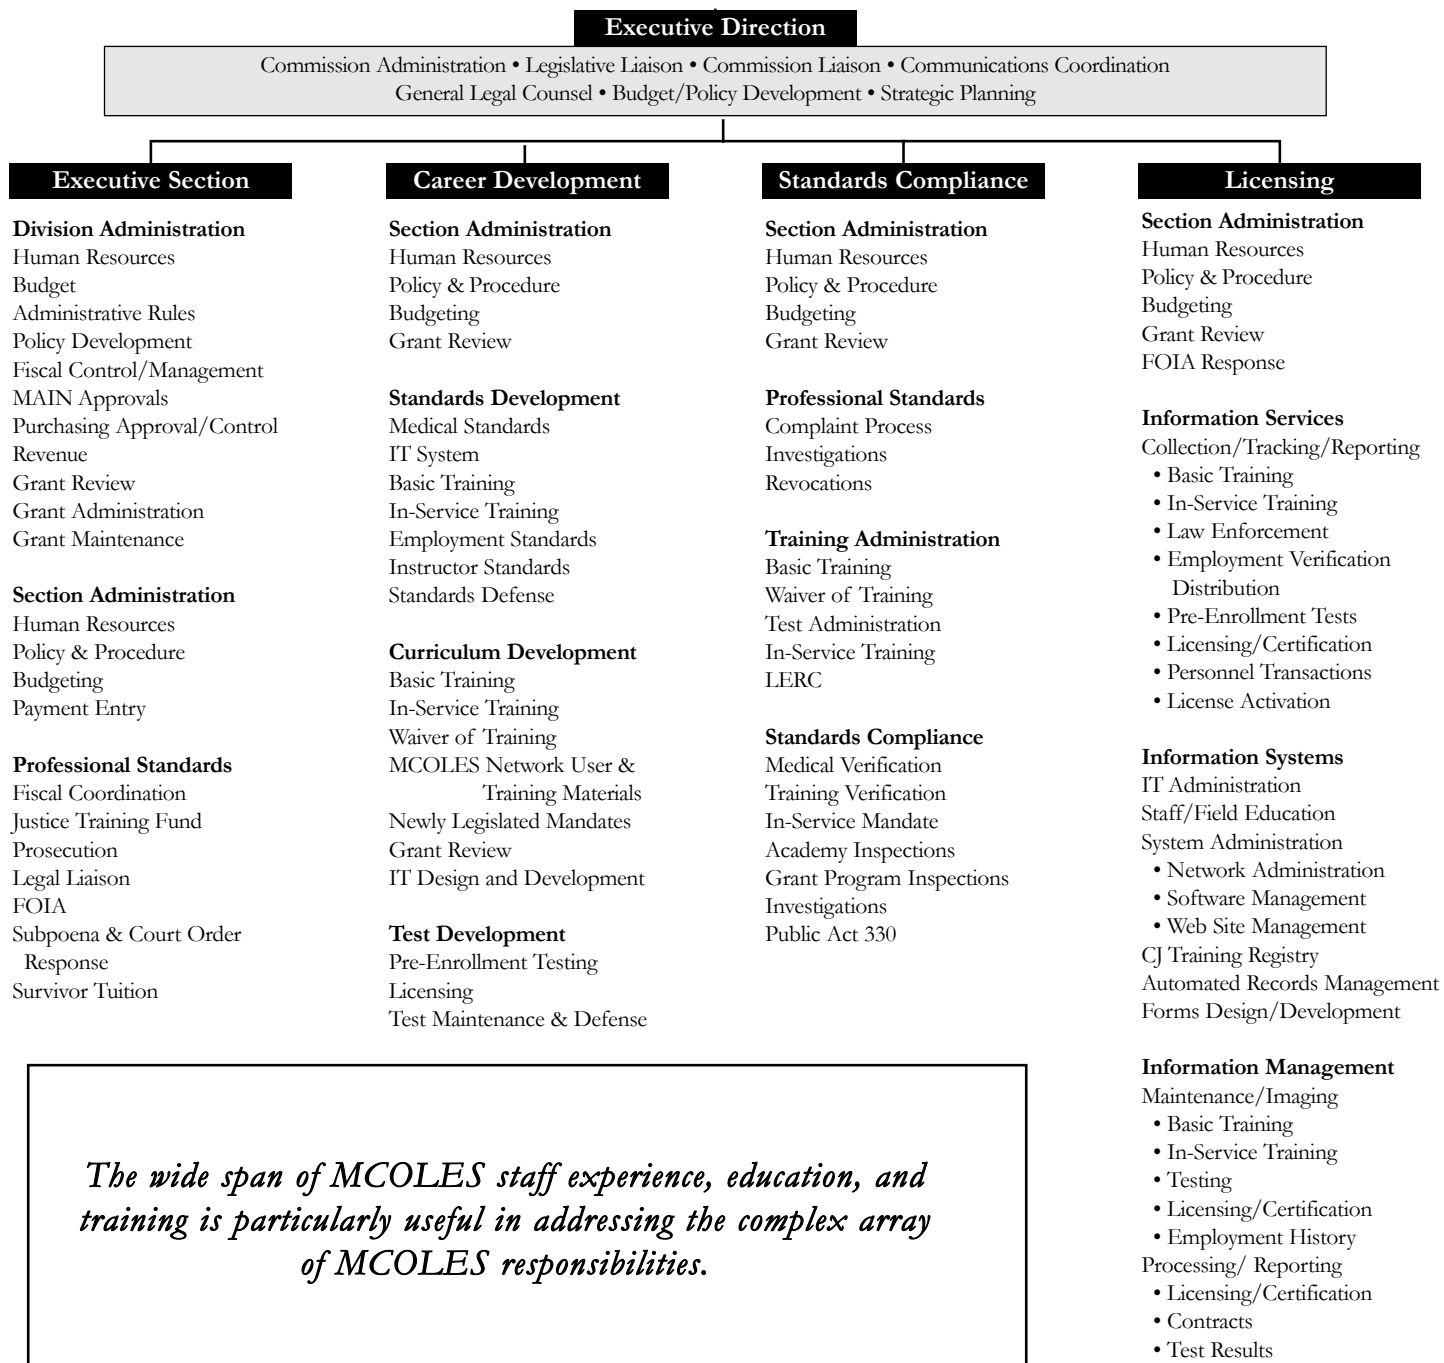 Executive Direction
Commission Administration • Legislative Liaison • Commission Liaison • Communications Coordination
General Legal Counsel • Budget/Policy Development • Strategic Planning
Executive Section
Division Administration
Human Resources
Budget
Administrative Rules
Policy Development
Fiscal Control/Management
MAIN Approvals
Purchasing Approval/Control
Revenue
Grant Review
Grant Administration
Grant Maintenance
Section Administration
Human Resources
Policy & Procedure
Budgeting
Payment Entry
Professional Standards
Fiscal Coordination
Justice Training Fund
Prosecution
Legal Liaison
FOIA
Subpoena & Court Order
Response
Survivor Tuition
Career Development
Section Administration
Human Resources
Policy & Procedure
Budgeting
Grant Review
Standards Development
Medical Standards
IT System
Basic Training
In-Service Training
Employment Standards
Instructor Standards
Standards Defense
Curriculum Development
Basic Training
In-Service Training
Waiver of Training
MCOLES Network User &
Training Materials
Newly Legislated Mandates
Grant Review
IT Design and Development
Test Development
Pre-Enrollment Testing
Licensing
Test Maintenance & Defense
Standards Compliance
Section Administration
Human Resources
Policy & Procedure
Budgeting
Grant Review
Professional Standards
Complaint Process
Investigations
Revocations
Training Administration
Basic Training
Waiver of Training
Test Administration
In-Service Training
LERC
Standards Compliance
Medical Verification
Training Verification
In-Service Mandate
Academy Inspections
Grant Program Inspections
Investigations
Public Act 330
Licensing
Section Administration
Human Resources
Policy & Procedure
Budgeting
Grant Review
FOIA Response
Information Services
Collection/Tracking/Reporting
• Basic Training
• In-Service Training
• Law Enforcement
• Employment Verification
Distribution
• Pre-Enrollment Tests
• Licensing/Certification
• Personnel Transactions
• License Activation
Information Systems
IT Administration
Staff/Field Education
System Administration
• Network Administration
• Software Management
• Web Site Management
CJ Training Registry
Automated Records Management
Forms Design/Development
Information Management
Maintenance/Imaging
• Basic Training
• In-Service Training
• Testing
• Licensing/Certification
• Employment History
Processing/ Reporting
• Licensing/Certification
• Contracts
• Test Results
The wide span of MCOLES staff experience, education, and
training is particularly useful in addressing the complex array
of MCOLES responsibilities.